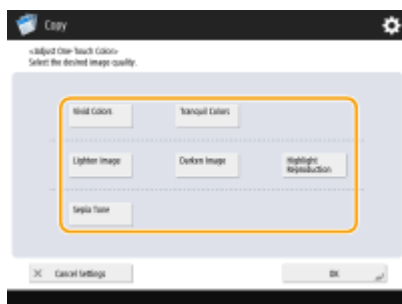 Copy
<Adjust One-Touch Color>
Select the desired image quality.
Vivid Colors
Tranquil Colors
Lighten Image
Darken Image
Highlight
Reproduction
Sepia Tone
Cancel Settings
OK